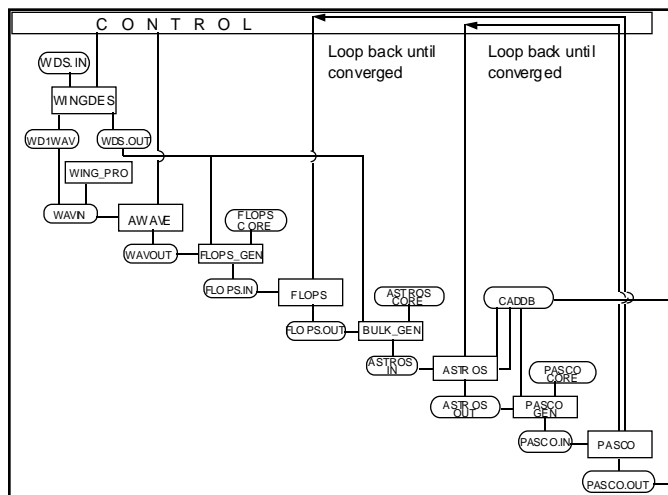 CONTROL
Loop back until
converged
Loop back until
converged
WDS.IN
WINGDES
WD1WAV
WDS.OUT
WING_PRO
WAVIN
AWAVE
FLOPS
CORE
WAVOUT
FLOPS_GEN
FLOPS.IN
FLOPS
ASTROS
CORE
CADDB
FLOPS.OUT
BULK_GEN
ASTROS
IN
ASTROS
PASCO
CORE
ASTROS
OUT
PASCO
GEN
PASCO.IN
PASCO
PASCO.OUT